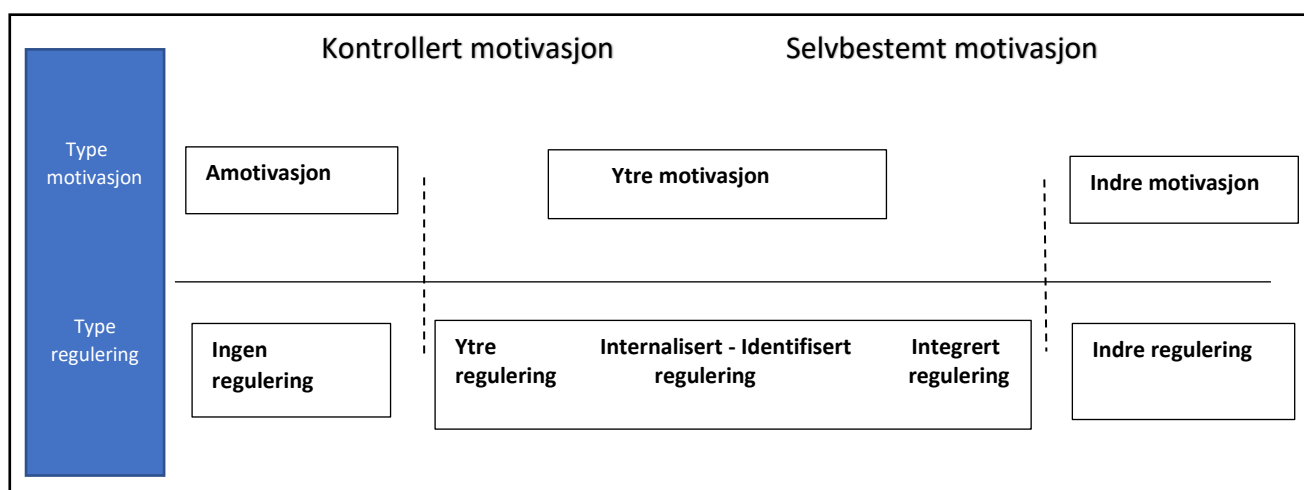 Kontrollert motivasjon Selvbestemt motivasjon
Type
motivasjon
Amotivasjon
Ytre motivasjon
Indre motivasjon
Type
regulering
Ingen
regulering
Ytre Internalisert - Identifisert Integrert
regulering regulering regulering
Indre regulering